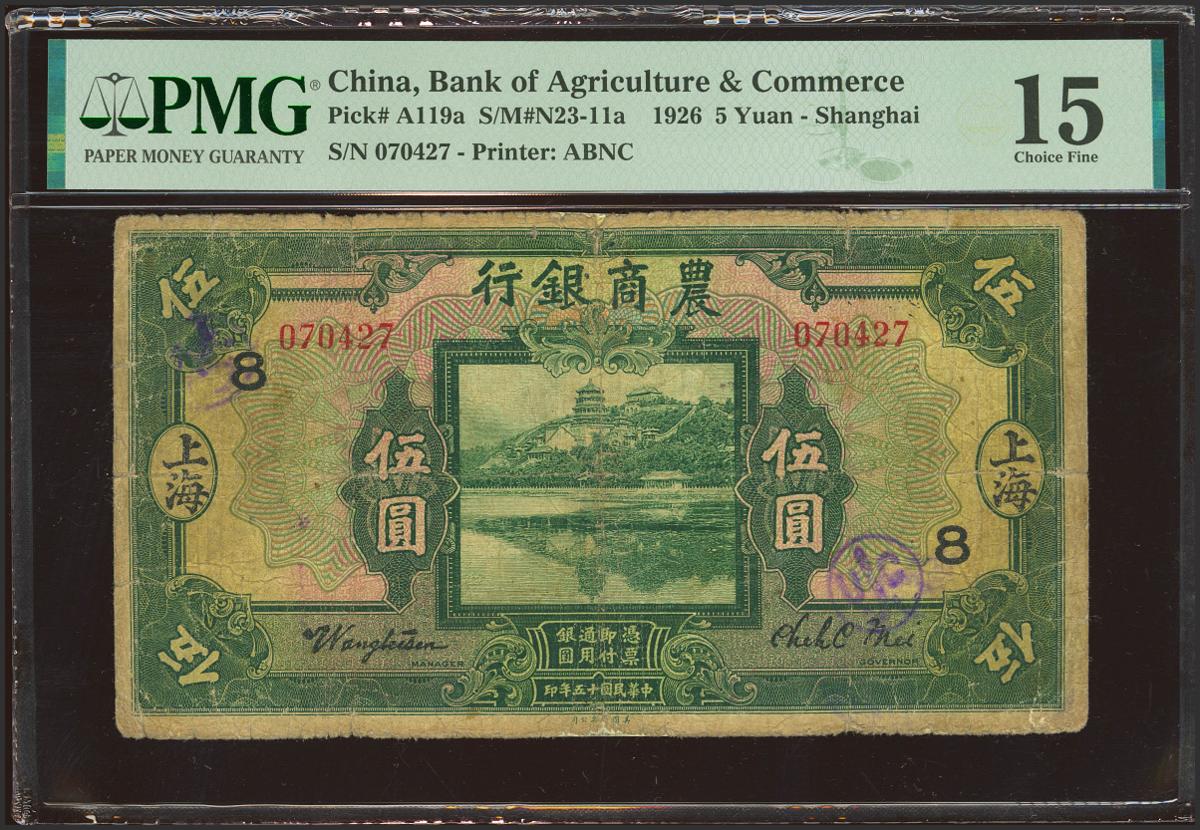 PMG®
PAPER MONEY GUARANTY
China, Bank of Agriculture & Commerce
Pick# A119a S/M#N23-11a 1926 5 Yuan - Shanghai
S/N 070427 - Printer: ABNC
15
Choice Fine
行銀商農
伍
伍
070427
070427
8
伍圓
伍圓
上海
上海
8
憑票
即付
通用
銀圓
MANAGER
GOVERNOR
伍
伍
印年五十國民華中